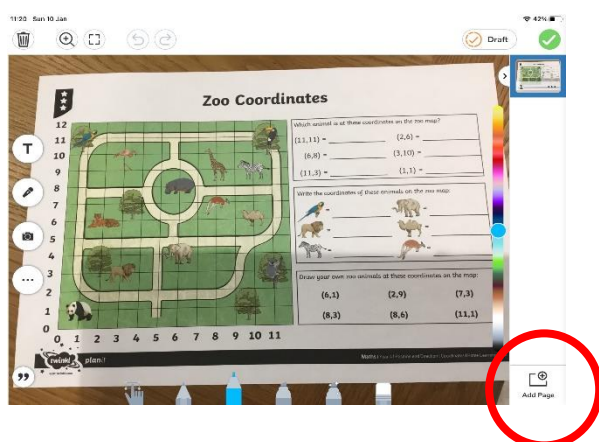 11:20 Sun 10 Jan
42%
Draft
T
Zoo Coordinates
12
11
10
9
8
7
6
5
4
3
2
1
0
0 1 2 3 4 5 6 7 8 9 10 11
Which animal is at these coordinates on the zoo map?
(11,11) = (2,6) =
(6,8) = (3,10) =
(11,3) = (1,1) =
Write the coordinates of these animals on the zoo map:
= =
= =
= =
Draw your own zoo animals at these coordinates on the map:
(6,1) (2,9) (7,3)
(8,3) (8,6) (11,1)
twinkl planit
Maths
Add Page